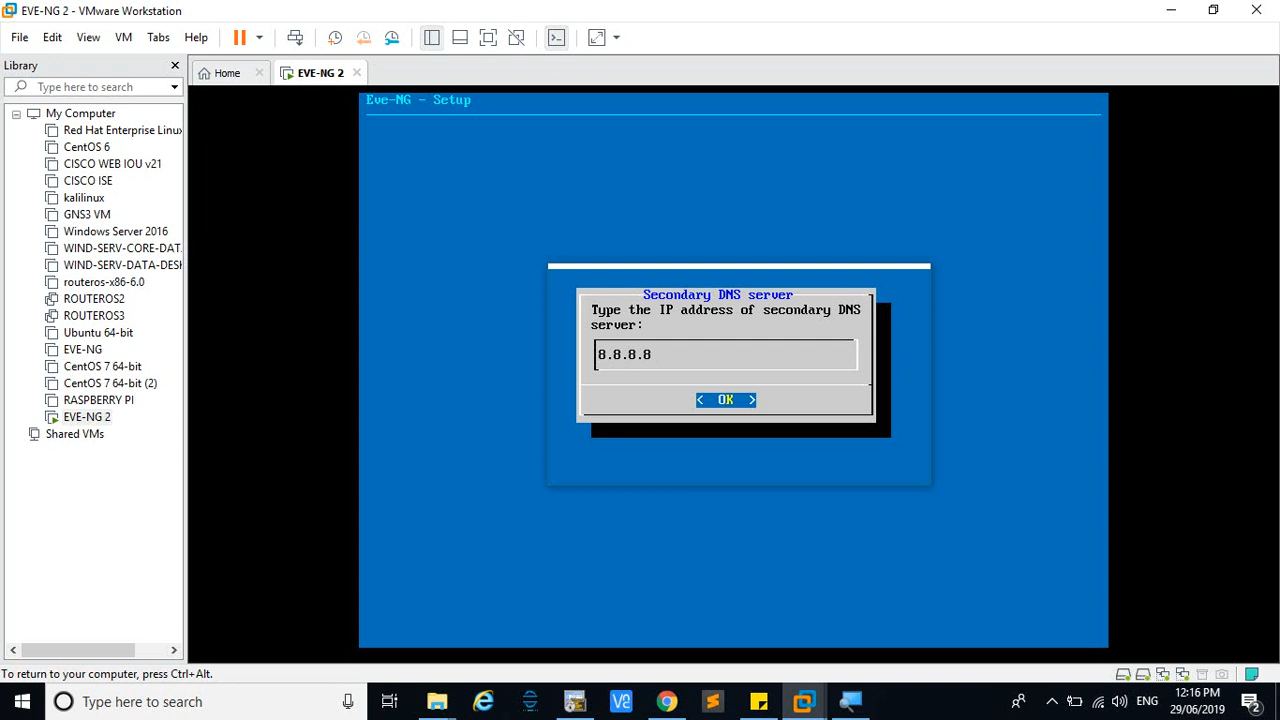 EVE-NG 2 - VMware Workstation
File Edit View VM Tabs Help
Library
Type here to search
Home
EVE-NG 2
My Computer
Red Hat Enterprise Linux
CentOS 6
CISCO WEB IOU v21
CISCO ISE
kalilinux
GNS3 VM
Windows Server 2016
WIND-SERV-CORE-DAT
WIND-SERV-DATA-DESK
routeros-x86-6.0
ROUTEROS2
ROUTEROS3
Ubuntu 64-bit
EVE-NG
CentOS 7 64-bit
CentOS 7 64-bit (2)
RASPBERRY PI
EVE-NG 2
Shared VMs
Eve-NG - Setup
Secondary DNS server
Type the IP address of secondary DNS
server:
8.8.8.8
< OK >
To return to your computer, press Ctrl+Alt.
Type here to search
ENG
12:16 PM
29/06/2019
2